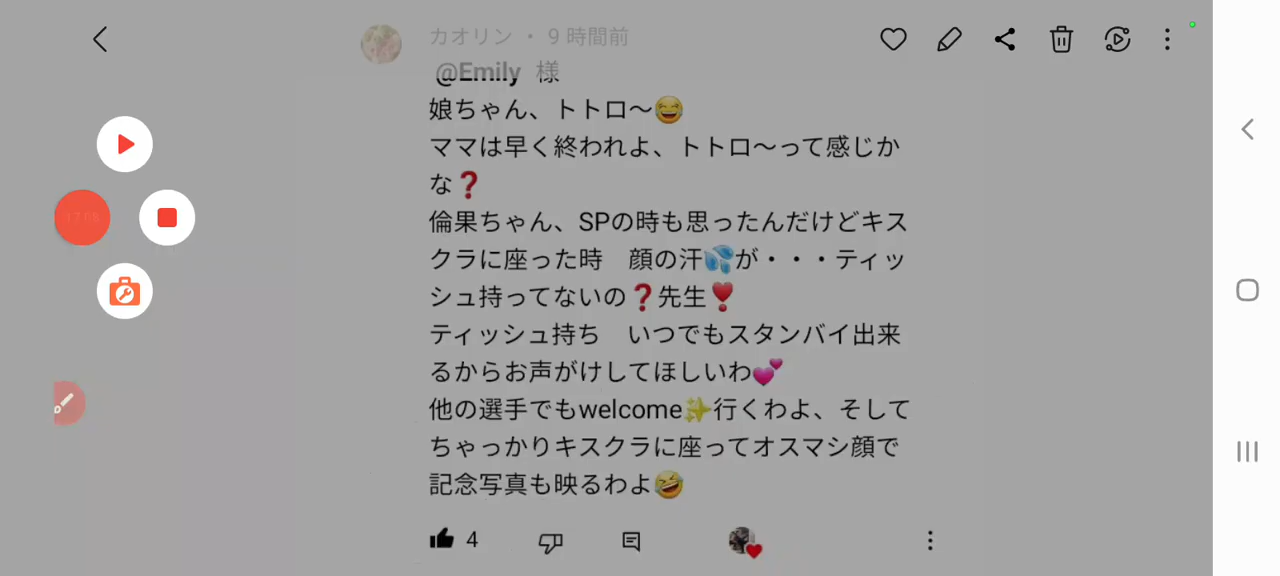 カオリン ・ 9 時間前
@Emily 様
娘ちゃん、トトロ〜😆
ママは早く終われよ、トトロ〜って感じか
な❓
倫果ちゃん、SPの時も思ったんだけどキス
クラに座った時　顔の汗💦が・・・ティッ
シュ持ってないの❓先生❣️
ティッシュ持ち　いつでもスタンバイ出来
るからお声がけしてほしいわ💕
他の選手でもwelcome✨行くわよ、そして
ちゃっかりキスクラに座ってオスマシ顔で
記念写真も映るわよ🤣
4